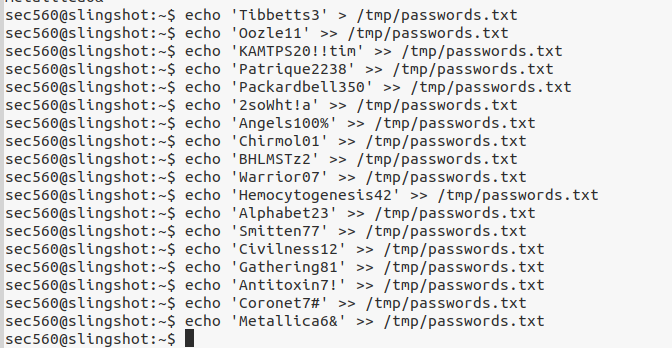 sec560@slingshot:~$ echo 'Tibbetts3' > /tmp/passwords.txt
sec560@slingshot:~$ echo 'Oozle11' >> /tmp/passwords.txt
sec560@slingshot:~$ echo 'KAMTPS20!!tim' >> /tmp/passwords.txt
sec560@slingshot:~$ echo 'Patrique2238' >> /tmp/passwords.txt
sec560@slingshot:~$ echo 'Packardbell350' >> /tmp/passwords.txt
sec560@slingshot:~$ echo '2soWht!a' >> /tmp/passwords.txt
sec560@slingshot:~$ echo 'Angels100%' >> /tmp/passwords.txt
sec560@slingshot:~$ echo 'Chirmol01' >> /tmp/passwords.txt
sec560@slingshot:~$ echo 'BHLMSTz2' >> /tmp/passwords.txt
sec560@slingshot:~$ echo 'Warrior07' >> /tmp/passwords.txt
sec560@slingshot:~$ echo 'Hemocytogenesis42' >> /tmp/passwords.txt
sec560@slingshot:~$ echo 'Alphabet23' >> /tmp/passwords.txt
sec560@slingshot:~$ echo 'Smitten77' >> /tmp/passwords.txt
sec560@slingshot:~$ echo 'Civilness12' >> /tmp/passwords.txt
sec560@slingshot:~$ echo 'Gathering81' >> /tmp/passwords.txt
sec560@slingshot:~$ echo 'Antitoxin7!' >> /tmp/passwords.txt
sec560@slingshot:~$ echo 'Coronet7#' >> /tmp/passwords.txt
sec560@slingshot:~$ echo 'Metallica6&' >> /tmp/passwords.txt
sec560@slingshot:~$